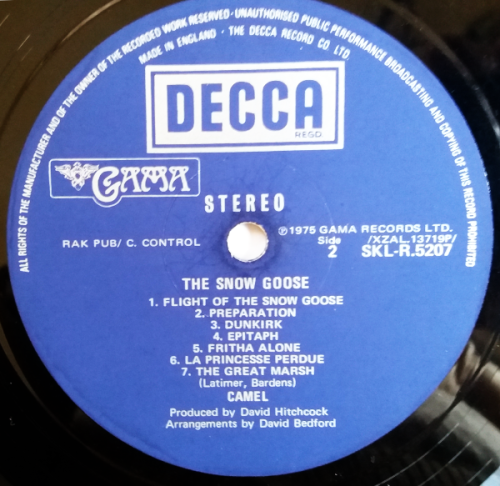 ALL RIGHTS OF THE MANUFACTURER AND OF THE OWNER OF THE RECORDED WORK RESERVED · UNAUTHORISED PUBLIC PERFORMANCE BROADCASTING AND COPYING OF THIS RECORD PROHIBITED
MADE IN ENGLAND · THE DECCA RECORD CO. LTD.
DECCA
REGD.
GAMA
STEREO
RAK PUB/ C. CONTROL
℗1975 GAMA RECORDS LTD.
Side /XZAL.13719P/
2 SKL-R.5207
THE SNOW GOOSE
1. FLIGHT OF THE SNOW GOOSE
2. PREPARATION
3. DUNKIRK
4. EPITAPH
5. FRITHA ALONE
6. LA PRINCESSE PERDUE
7. THE GREAT MARSH
(Latimer, Bardens)
CAMEL
Produced by David Hitchcock
Arrangements by David Bedford